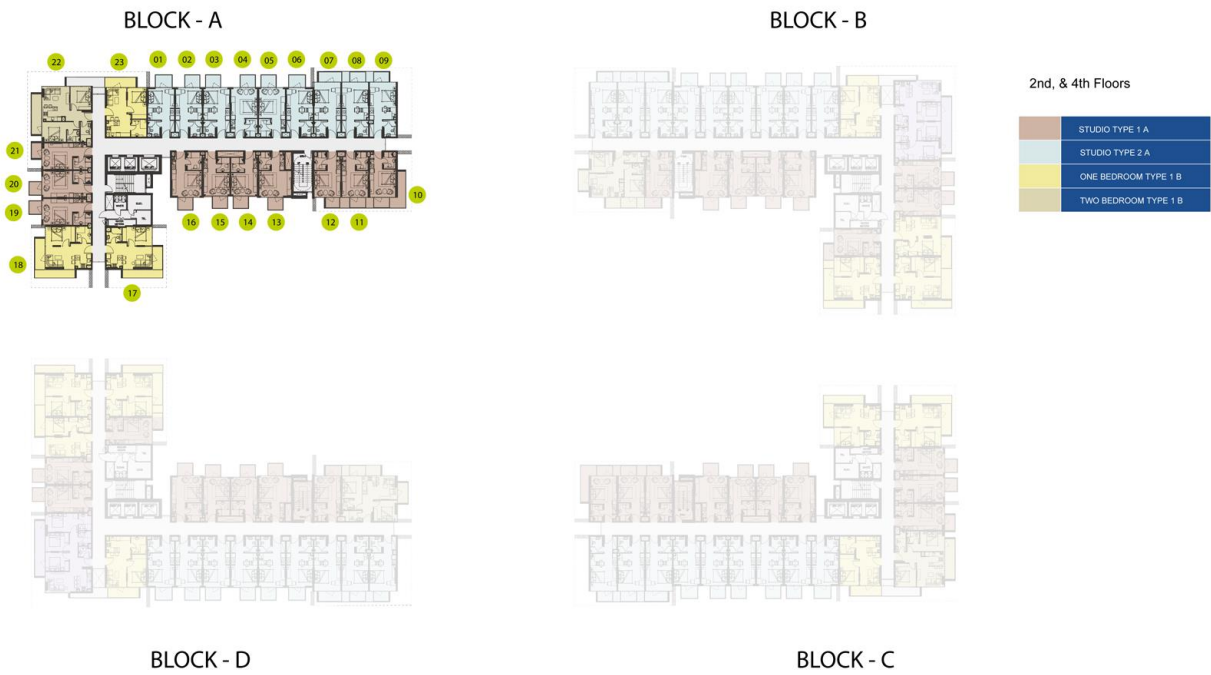 BLOCK - A
BLOCK - B
22
23
01
02
03
04
05
06
07
08
09
2nd, & 4th Floors
STUDIO TYPE 1 A
STUDIO TYPE 2 A
ONE BEDROOM TYPE 1 B
TWO BEDROOM TYPE 1 B
21
20
19
10
16
15
14
13
12
11
18
17
BLOCK - D
BLOCK - C